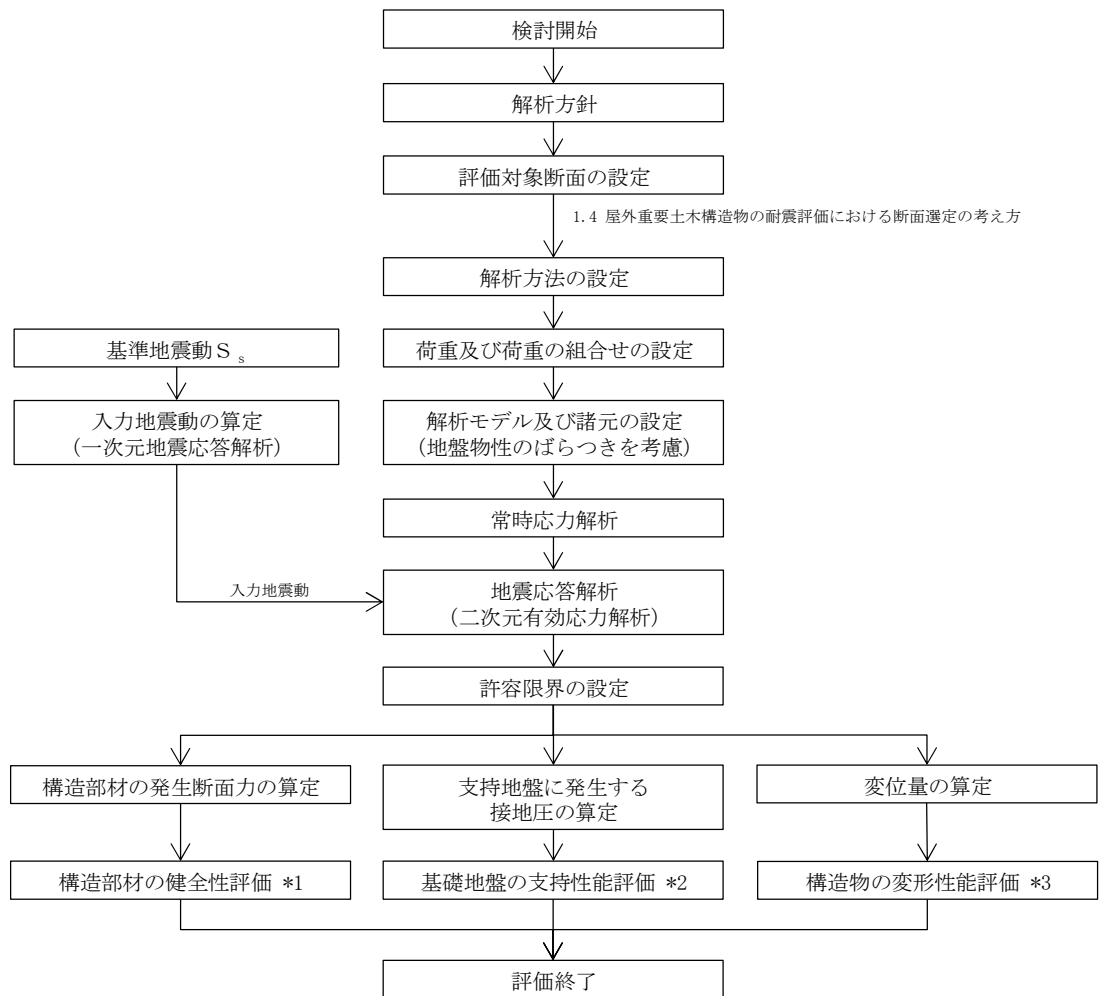 検討開始
解析方針
評価対象断面の設定
1.4 屋外重要土木構造物の耐震評価における断面選定の考え方
解析方法の設定
基準地震動Ss
荷重及び荷重の組合せの設定
入力地震動の算定
(一次元地震応答解析)
解析モデル及び諸元の設定
(地盤物性のばらつきを考慮)
常時応力解析
入力地震動
地震応答解析
(二次元有効応力解析)
許容限界の設定
構造部材の発生断面力の算定
支持地盤に発生する
接地圧の算定
変位量の算定
構造部材の健全性評価 *1
基礎地盤の支持性能評価 *2
構造物の変形性能評価 *3
評価終了